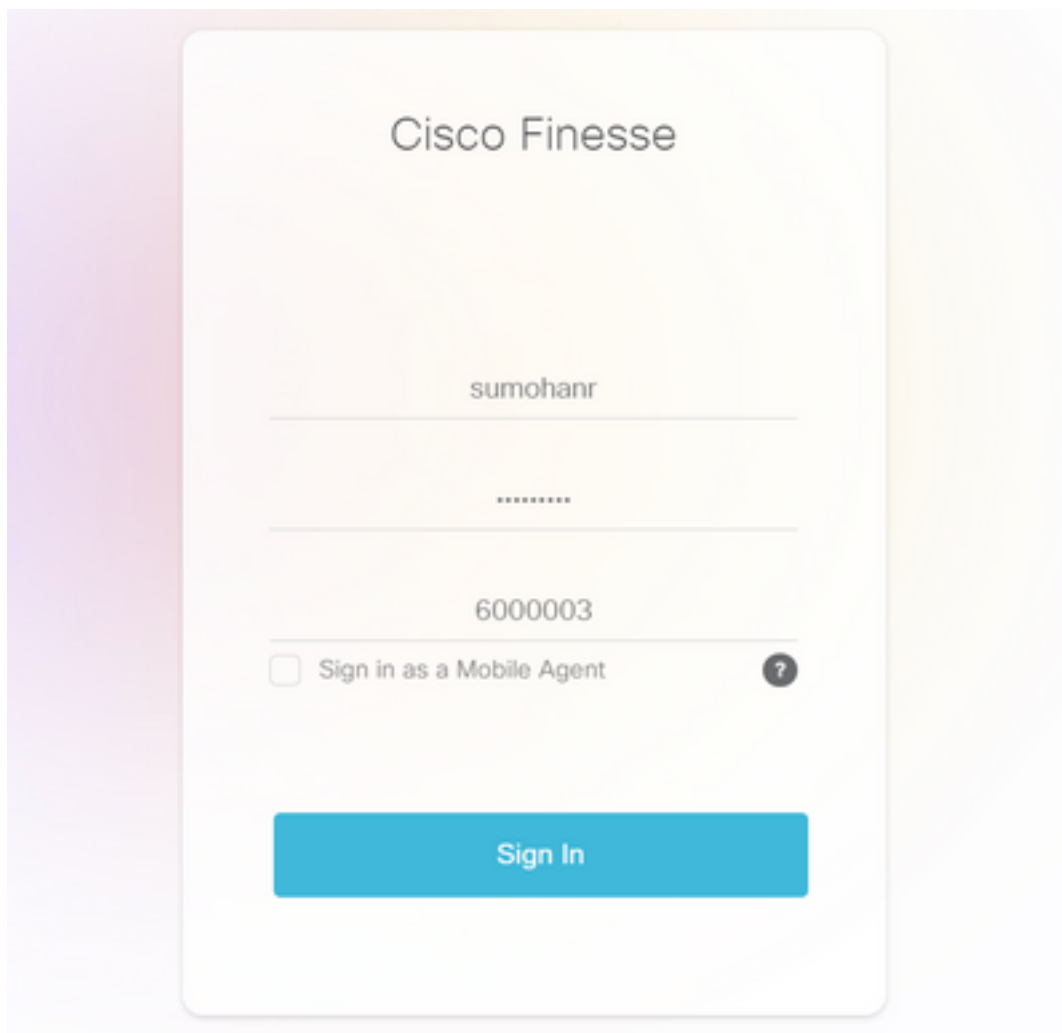 Cisco Finesse
sumohanr
•••••••••
6000003
Sign in as a Mobile Agent ?
Sign In